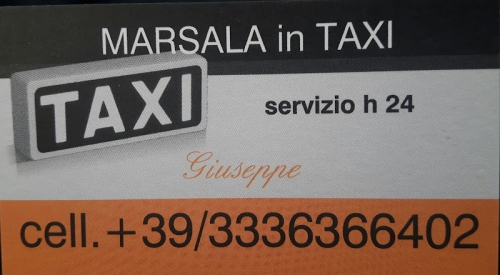 MARSALA in TAXI
TAXI
servizio h 24
Giuseppe
cell.+39/3336366402